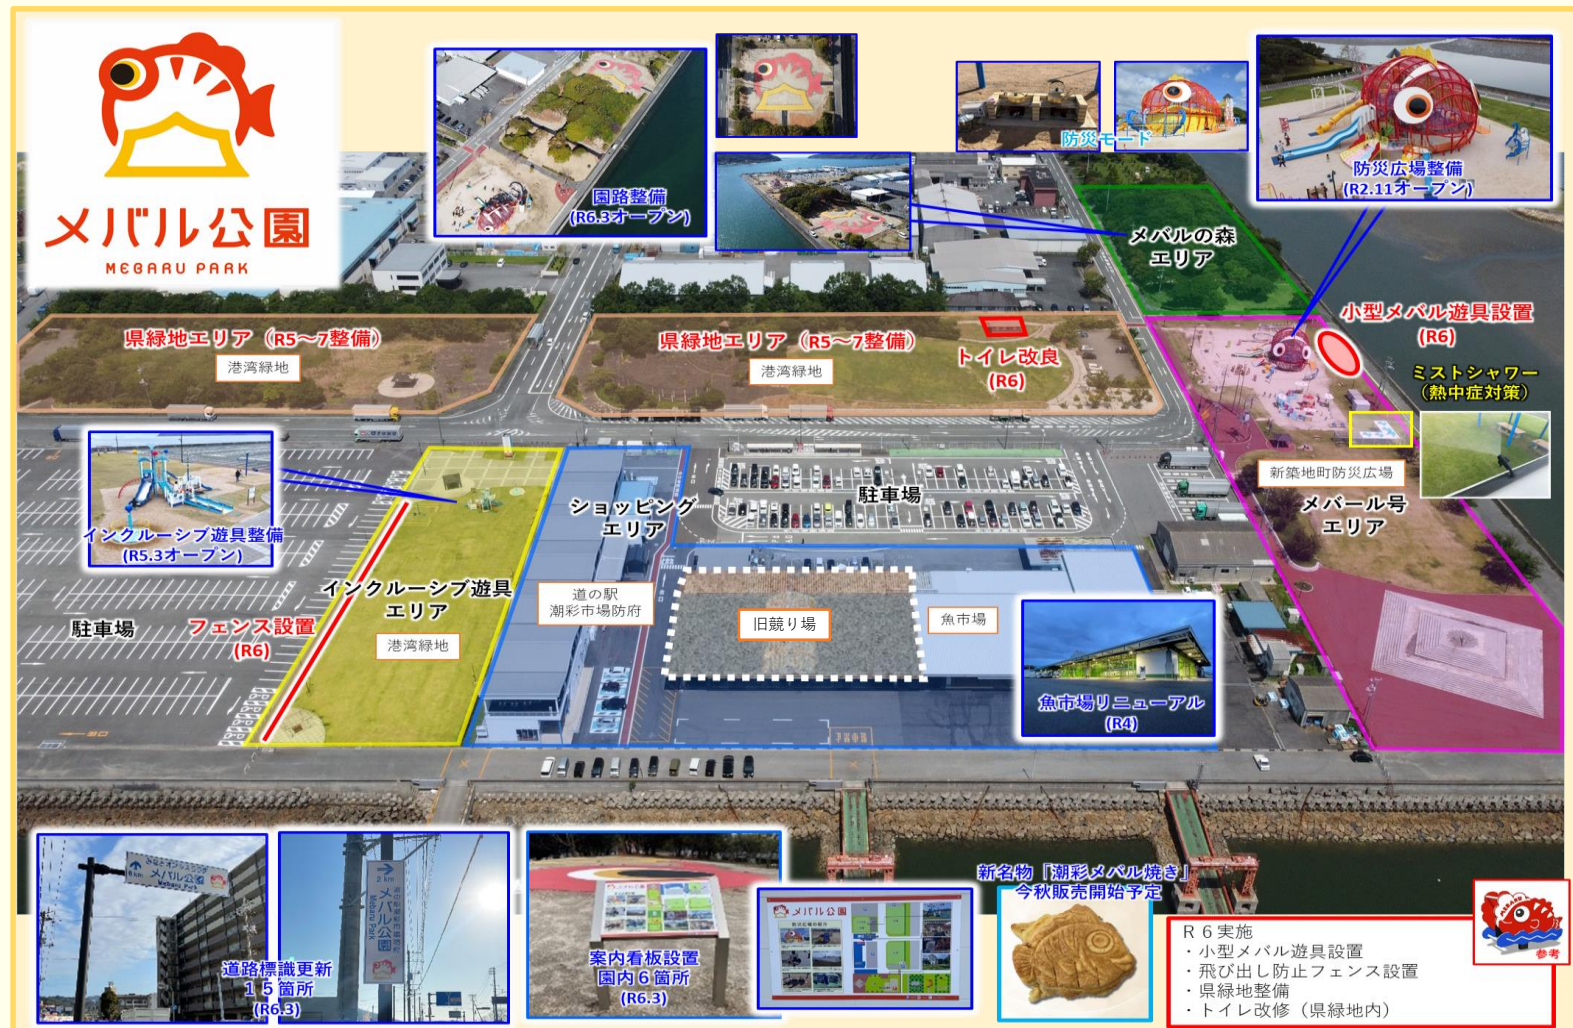 メバル公園
MEBARU PARK
園路整備
(R6.3オープン)
防災モード
防災広場整備
(R2.11オープン)
メバルの森
エリア
県緑地エリア（R5～7整備）
港湾緑地
県緑地エリア（R5～7整備）
港湾緑地
トイレ改良
(R6)
小型メバル遊具設置
(R6)
ミストシャワー
（熱中症対策）
新築地町防災広場
メバール号
エリア
インクルーシブ遊具整備
(R5.3オープン)
ショッピング
エリア
駐車場
インクルーシブ遊具
エリア
港湾緑地
駐車場
フェンス設置
(R6)
道の駅
潮彩市場防府
旧競り場
魚市場
魚市場リニューアル
(R4)
メバル公園
Mebaru Park
2 km
メバル公園
Mebaru Park
道路標識更新
１５箇所
(R6.3)
案内看板設置
園内６箇所
(R6.3)
メバル公園
新名物「潮彩メバル焼き」
今秋販売開始予定
Ｒ６実施
・小型メバル遊具設置
・飛び出し防止フェンス設置
・県緑地整備
・トイレ改修（県緑地内）
MEBARU
参考